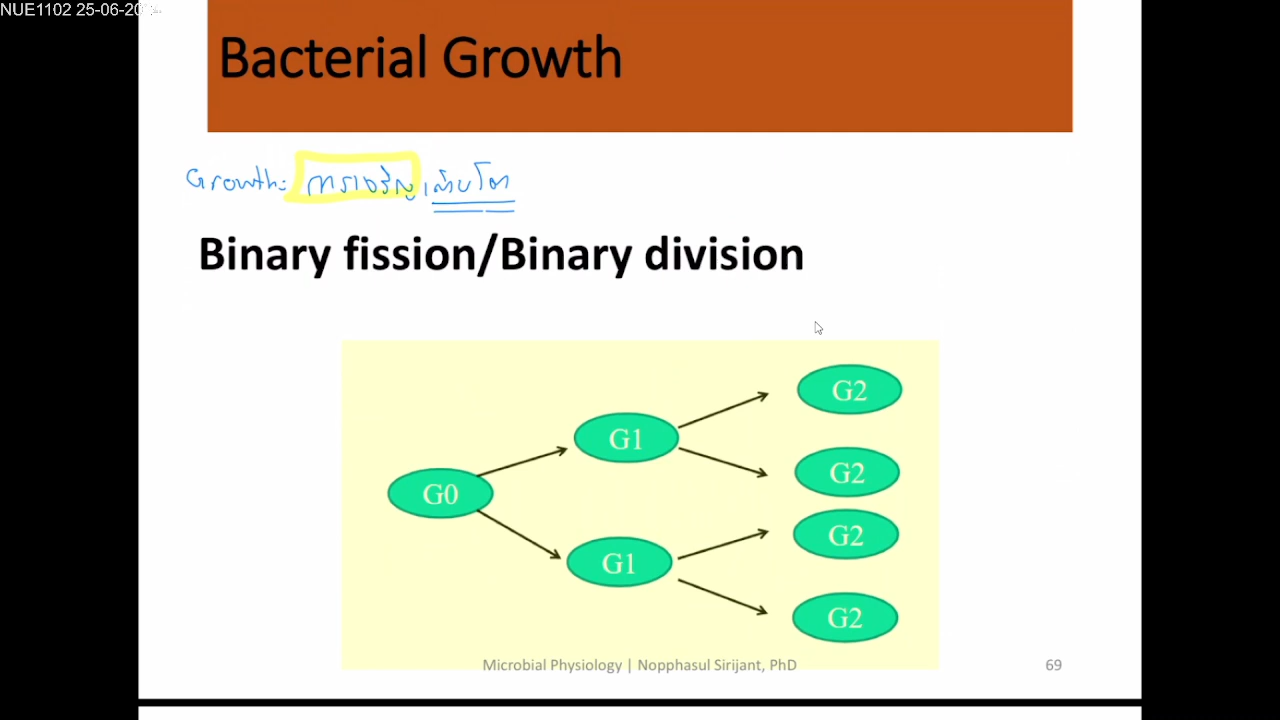 NUE1102 25-06-20
Bacterial Growth
Growth: การเจริญ, เติบโต
Binary fission/Binary division
G2
G1
G2
G0
G2
G1
G2
Microbial Physiology | Nopphasul Sirijant, PhD
69